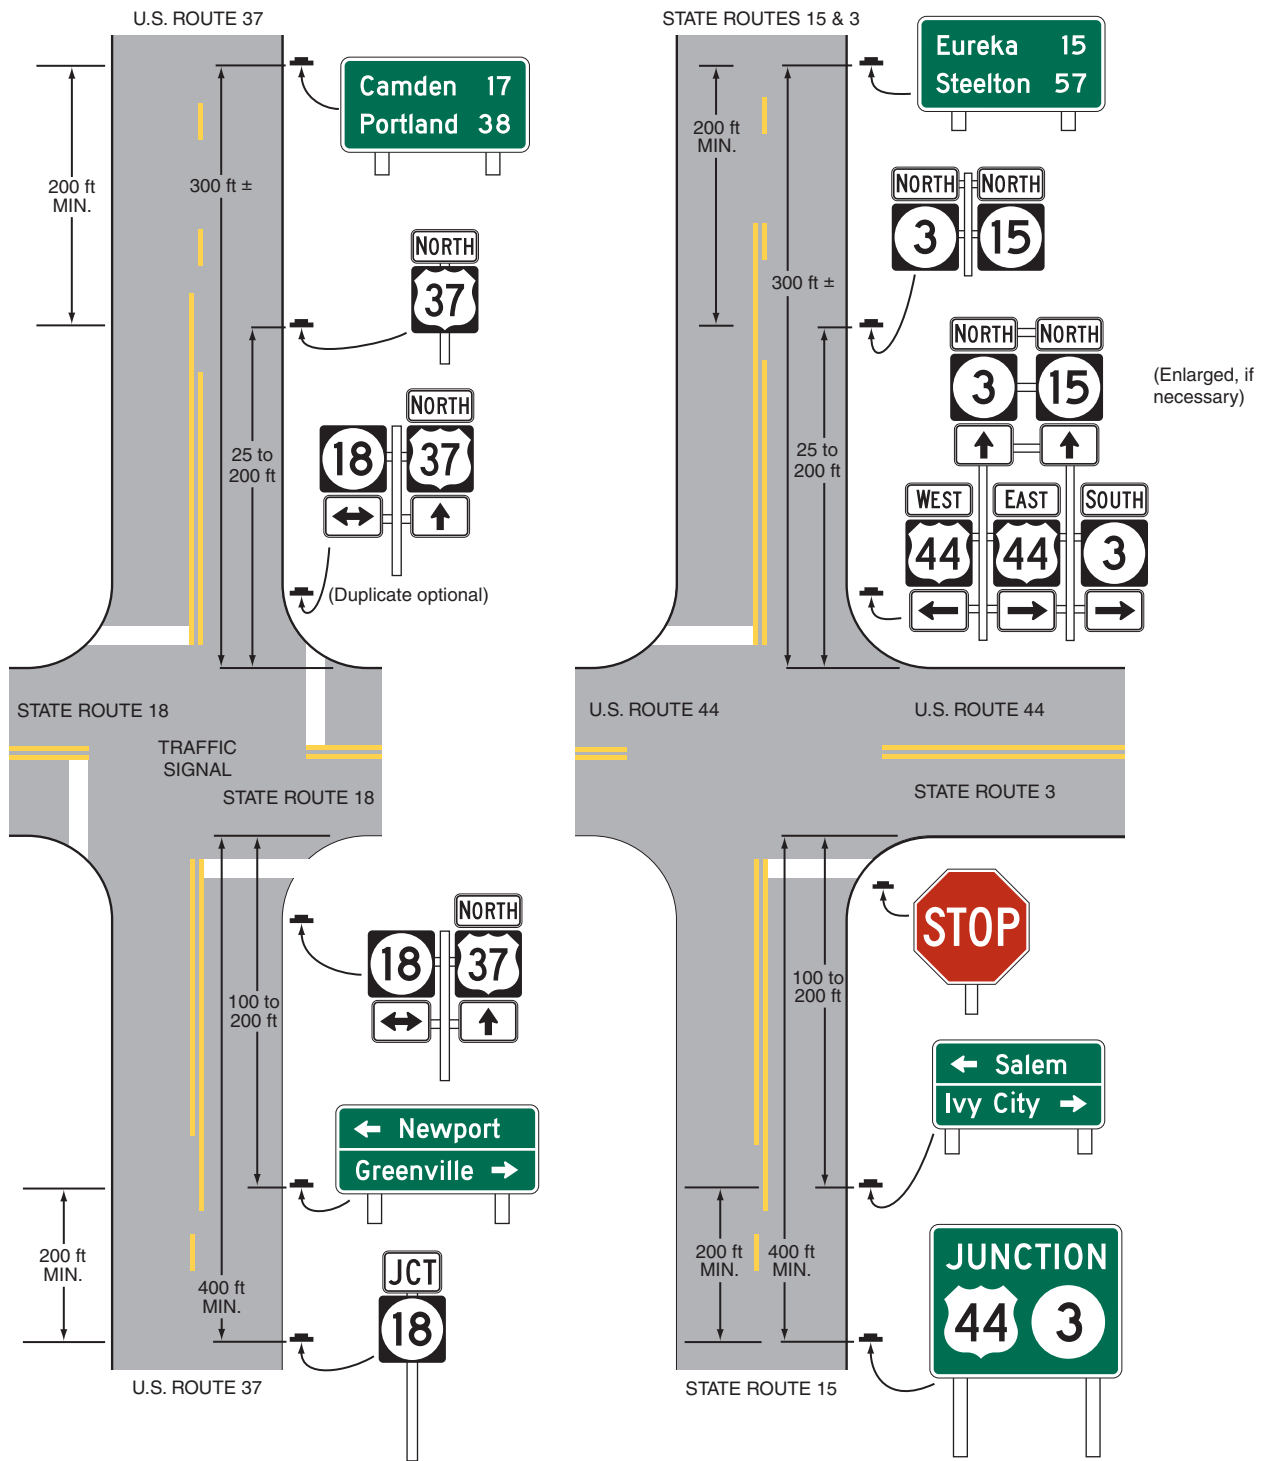 U.S. ROUTE 37
Camden 17
Portland 38
200 ft
MIN.
300 ft ±
NORTH
37
NORTH
18
37
25 to
200 ft
(Duplicate optional)
STATE ROUTE 18
TRAFFIC
SIGNAL
STATE ROUTE 18
NORTH
18
37
100 to
200 ft
Newport
Greenville
200 ft
MIN.
400 ft
MIN.
JCT
18
U.S. ROUTE 37
STATE ROUTES 15 & 3
Eureka 15
Steelton 57
200 ft
MIN.
NORTH NORTH
3 15
300 ft ±
NORTH NORTH
3 15
(Enlarged, if
necessary)
25 to
200 ft
WEST EAST SOUTH
44 44 3
U.S. ROUTE 44
U.S. ROUTE 44
STATE ROUTE 3
STOP
100 to
200 ft
Salem
Ivy City
200 ft
MIN.
400 ft
MIN.
JUNCTION
44 3
STATE ROUTE 15